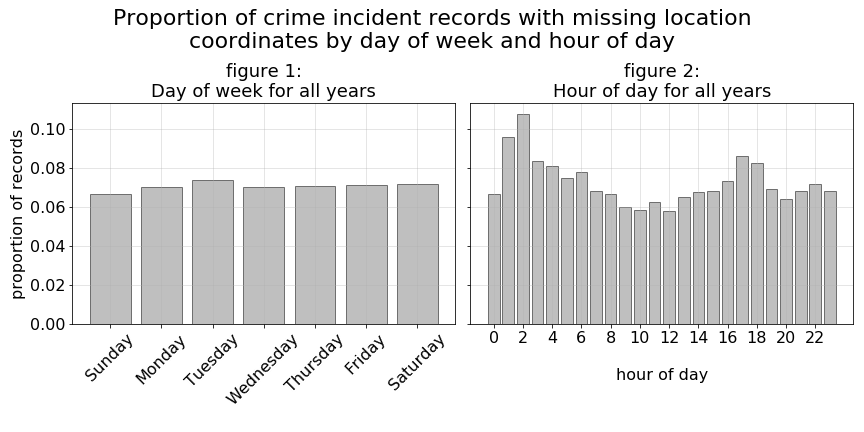 Proportion of crime incident records with missing location
coordinates by day of week and hour of day
figure 1:
Day of week for all years
figure 2:
Hour of day for all years
proportion of records
0.10
0.08
0.06
0.04
0.02
0.00
Sunday
Monday
Tuesday
Wednesday
Thursday
Friday
Saturday
0 2 4 6 8 10 12 14 16 18 20 22
hour of day